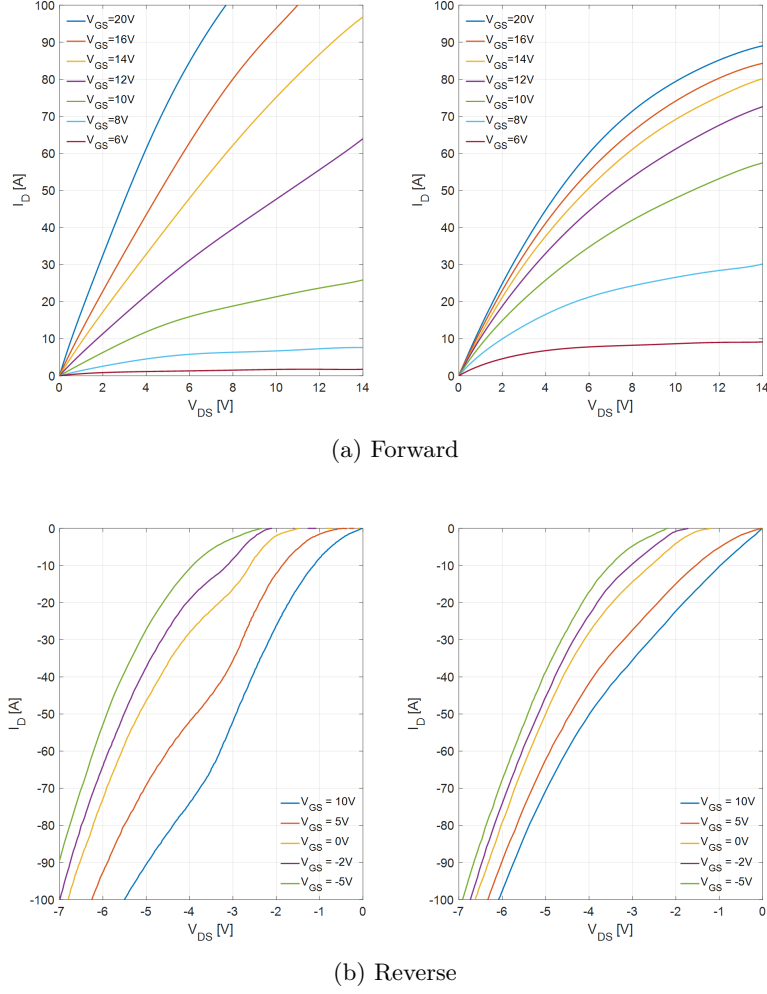 100
90
80
70
60
50
40
30
20
10
0
I_D [A]
V_GS=20V
V_GS=16V
V_GS=14V
V_GS=12V
V_GS=10V
V_GS=8V
V_GS=6V
0 2 4 6 8 10 12 14
V_DS [V]
100
90
80
70
60
50
40
30
20
10
0
I_D [A]
V_GS=20V
V_GS=16V
V_GS=14V
V_GS=12V
V_GS=10V
V_GS=8V
V_GS=6V
0 2 4 6 8 10 12 14
V_DS [V]
(a) Forward
0
-10
-20
-30
-40
-50
-60
-70
-80
-90
-100
I_D [A]
V_GS = 10V
V_GS = 5V
V_GS = 0V
V_GS = -2V
V_GS = -5V
-7 -6 -5 -4 -3 -2 -1 0
V_DS [V]
0
-10
-20
-30
-40
-50
-60
-70
-80
-90
-100
I_D [A]
V_GS = 10V
V_GS = 5V
V_GS = 0V
V_GS = -2V
V_GS = -5V
-7 -6 -5 -4 -3 -2 -1 0
V_DS [V]
(b) Reverse